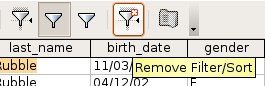 last_name birth_date gender
Rubble 11/03/ Remove Filter/Sort
Rubble 04/12/02 F